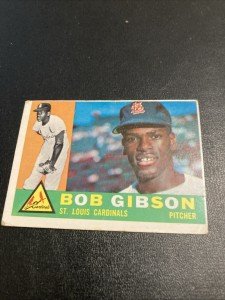 BOB GIBSON
ST. LOUIS CARDINALS PITCHER